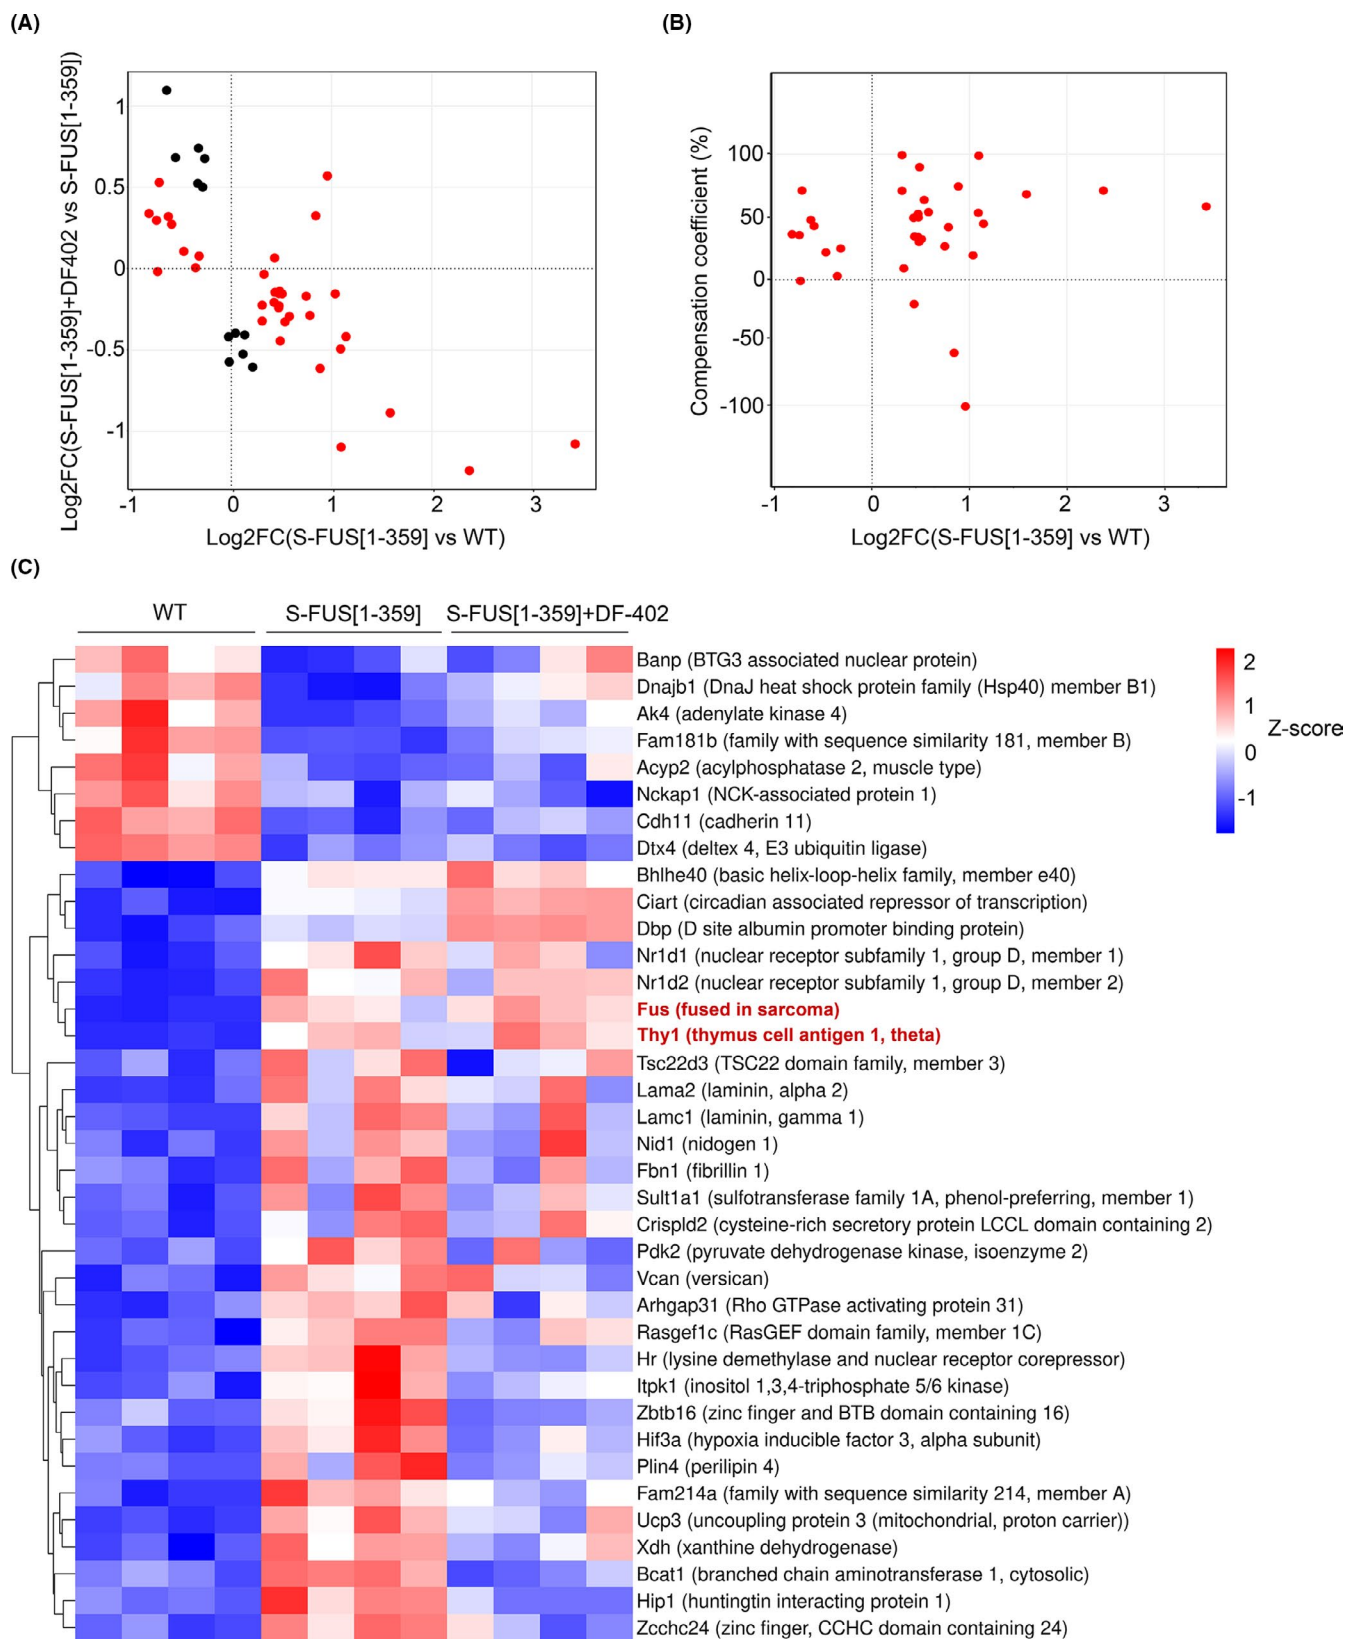 (A)
Log2FC(S-FUS[1-359]+DF402 vs S-FUS[1-359])
1
0.5
0
-0.5
-1
-1
0
1
2
3
Log2FC(S-FUS[1-359] vs WT)
(B)
Compensation coefficient (%)
100
50
0
-50
-100
-1
0
1
2
3
Log2FC(S-FUS[1-359] vs WT)
(C)
WT
S-FUS[1-359]
S-FUS[1-359]+DF-402
Banp (BTG3 associated nuclear protein)
Dnajb1 (DnaJ heat shock protein family (Hsp40) member B1)
Ak4 (adenylate kinase 4)
Fam181b (family with sequence similarity 181, member B)
Acyp2 (acylphosphatase 2, muscle type)
Nckap1 (NCK-associated protein 1)
Cdh11 (cadherin 11)
Dtx4 (deltex 4, E3 ubiquitin ligase)
Bhlhe40 (basic helix-loop-helix family, member e40)
Ciart (circadian associated repressor of transcription)
Dbp (D site albumin promoter binding protein)
Nr1d1 (nuclear receptor subfamily 1, group D, member 1)
Nr1d2 (nuclear receptor subfamily 1, group D, member 2)
Fus (fused in sarcoma)
Thy1 (thymus cell antigen 1, theta)
Tsc22d3 (TSC22 domain family, member 3)
Lama2 (laminin, alpha 2)
Lamc1 (laminin, gamma 1)
Nid1 (nidogen 1)
Fbn1 (fibrillin 1)
Sult1a1 (sulfotransferase family 1A, phenol-preferring, member 1)
Crispld2 (cysteine-rich secretory protein LCCL domain containing 2)
Pdk2 (pyruvate dehydrogenase kinase, isoenzyme 2)
Vcan (versican)
Arhgap31 (Rho GTPase activating protein 31)
Rasgef1c (RasGEF domain family, member 1C)
Hr (lysine demethylase and nuclear receptor corepressor)
Itpk1 (inositol 1,3,4-triphosphate 5/6 kinase)
Zbtb16 (zinc finger and BTB domain containing 16)
Hif3a (hypoxia inducible factor 3, alpha subunit)
Plin4 (perilipin 4)
Fam214a (family with sequence similarity 214, member A)
Ucp3 (uncoupling protein 3 (mitochondrial, proton carrier))
Xdh (xanthine dehydrogenase)
Bcat1 (branched chain aminotransferase 1, cytosolic)
Hip1 (huntingtin interacting protein 1)
Zcchc24 (zinc finger, CCHC domain containing 24)
2
1
0
-1
Z-score